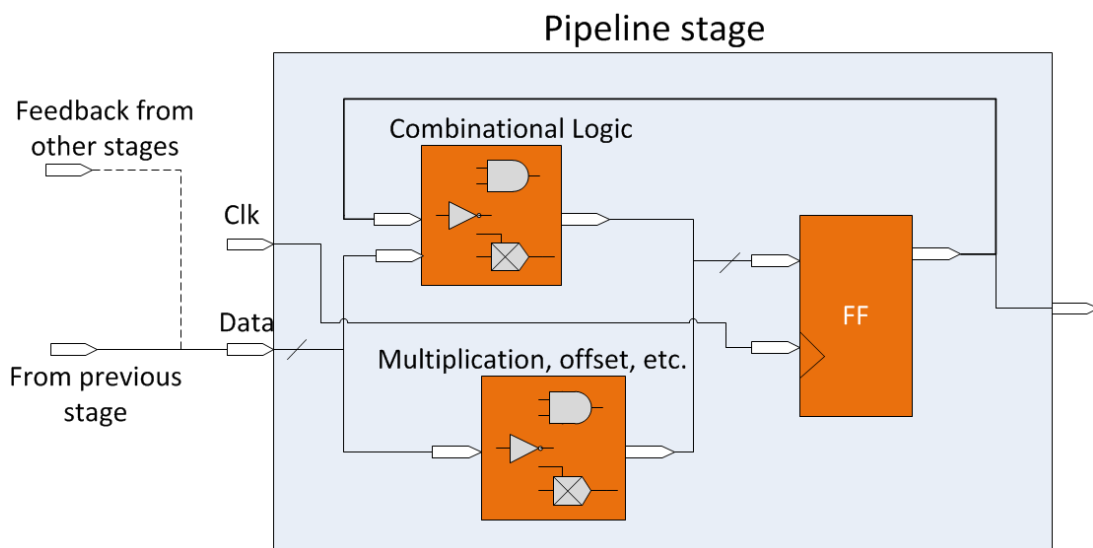 Pipeline stage
Feedback from
other stages
Combinational Logic
Clk
Data
FF
From previous
stage
Multiplication, offset, etc.